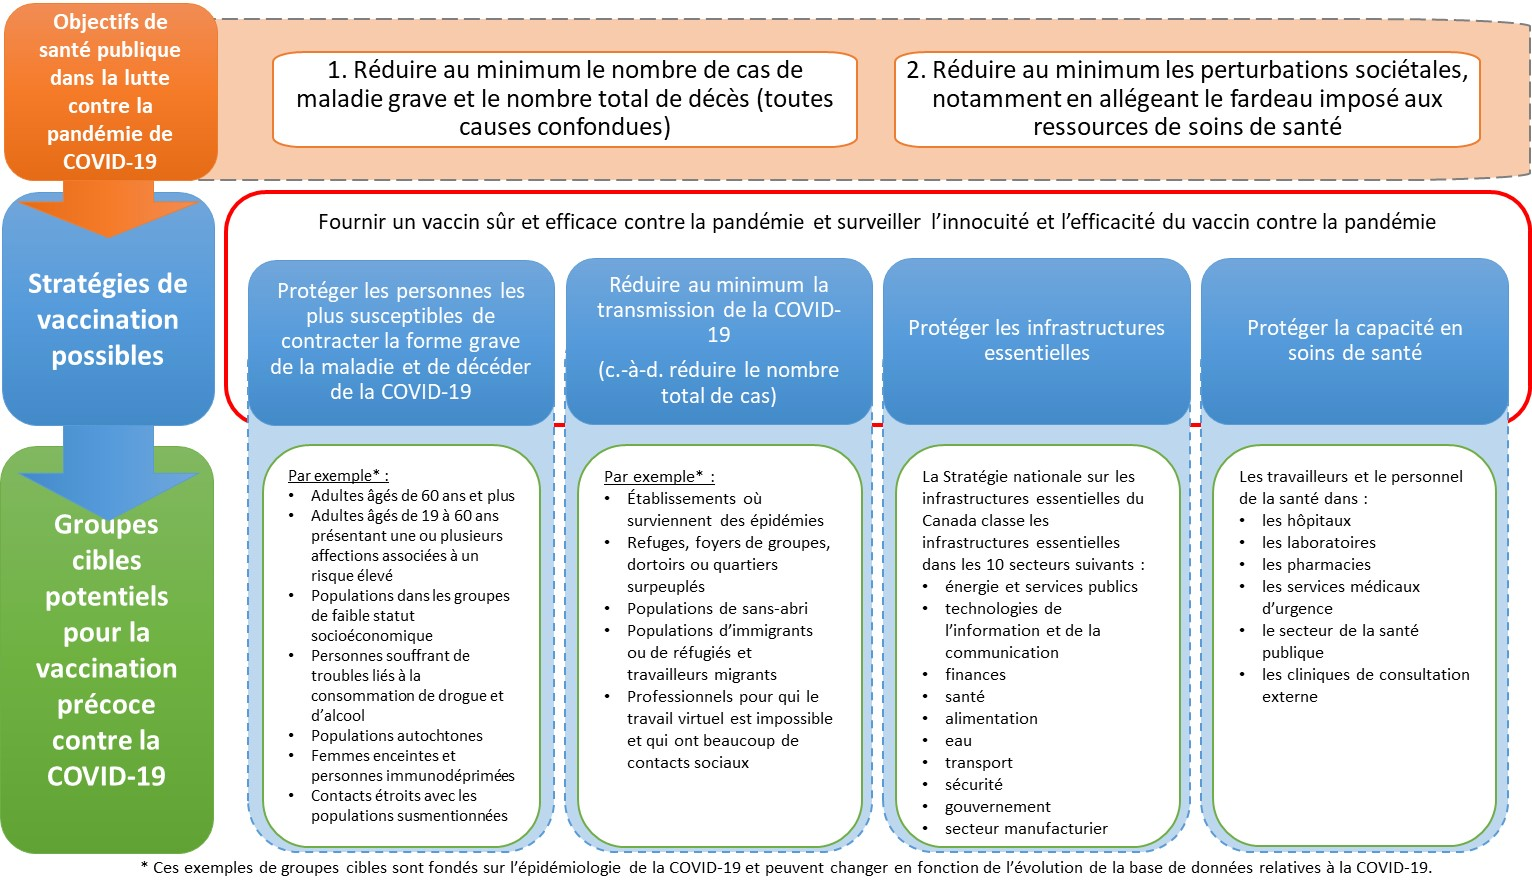 Objectifs de
santé publique
dans la lutte
contre la
pandémie de
COVID-19
1. Réduire au minimum le nombre de cas de
maladie grave et le nombre total de décès (toutes
causes confondues)
2. Réduire au minimum les perturbations sociétales,
notamment en allégeant le fardeau imposé aux
ressources de soins de santé
Stratégies de
vaccination
possibles
Fournir un vaccin sûr et efficace contre la pandémie et surveiller l’innocuité et l’efficacité du vaccin contre la pandémie
Protéger les personnes les
plus susceptibles de
contracter la forme grave
de la maladie et de décéder
de la COVID-19
Réduire au minimum la
transmission de la COVID-
19
(c.-à-d. réduire le nombre
total de cas)
Protéger les infrastructures
essentielles
Protéger la capacité en
soins de santé
Groupes
cibles
potentiels
pour la
vaccination
précoce
contre la
COVID-19
Par exemple* :
• Adultes âgés de 60 ans et plus
• Adultes âgés de 19 à 60 ans
présentant une ou plusieurs
affections associées à un
risque élevé
• Populations dans les groupes
de faible statut
socioéconomique
• Personnes souffrant de
troubles liés à la
consommation de drogue et
d’alcool
• Populations autochtones
• Femmes enceintes et
personnes immunodéprimées
• Contacts étroits avec les
populations susmentionnées
Par exemple* :
• Établissements où
surviennent des épidémies
• Refuges, foyers de groupes,
dortoirs ou quartiers
surpeuplés
• Populations de sans-abri
• Populations d’immigrants
ou de réfugiés et
travailleurs migrants
• Professionnels pour qui le
travail virtuel est impossible
et qui ont beaucoup de
contacts sociaux
La Stratégie nationale sur les
infrastructures essentielles du
Canada classe les
infrastructures essentielles
dans les 10 secteurs suivants :
• énergie et services publics
• technologies de
l’information et de la
communication
• finances
• santé
• alimentation
• eau
• transport
• sécurité
• gouvernement
• secteur manufacturier
Les travailleurs et le personnel
de la santé dans :
• les hôpitaux
• les laboratoires
• les pharmacies
• les services médicaux
d’urgence
• le secteur de la santé
publique
• les cliniques de consultation
externe
* Ces exemples de groupes cibles sont fondés sur l’épidémiologie de la COVID-19 et peuvent changer en fonction de l’évolution de la base de données relatives à la COVID-19.